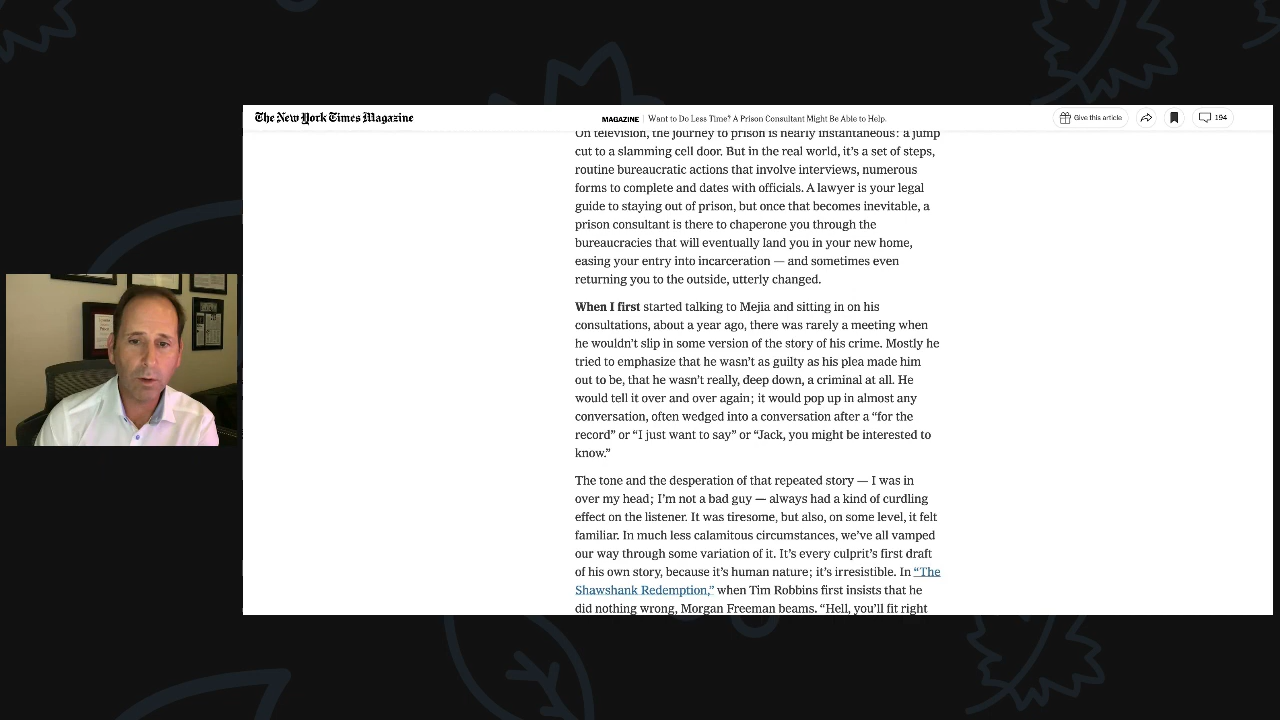 The New York Times Magazine
MAGAZINE | Want to Do Less Time? A Prison Consultant Might Be Able to Help.
Give this article
194
On television, the journey to prison is nearly instantaneous: a jump
cut to a slamming cell door. But in the real world, it’s a set of steps,
routine bureaucratic actions that involve interviews, numerous
forms to complete and dates with officials. A lawyer is your legal
guide to staying out of prison, but once that becomes inevitable, a
prison consultant is there to chaperone you through the
bureaucracies that will eventually land you in your new home,
easing your entry into incarceration — and sometimes even
returning you to the outside, utterly changed.
When I first started talking to Mejia and sitting in on his
consultations, about a year ago, there was rarely a meeting when
he wouldn’t slip in some version of the story of his crime. Mostly he
tried to emphasize that he wasn’t as guilty as his plea made him
out to be, that he wasn’t really, deep down, a criminal at all. He
would tell it over and over again; it would pop up in almost any
conversation, often wedged into a conversation after a “for the
record” or “I just want to say” or “Jack, you might be interested to
know.”
The tone and the desperation of that repeated story — I was in
over my head; I’m not a bad guy — always had a kind of curdling
effect on the listener. It was tiresome, but also, on some level, it felt
familiar. In much less calamitous circumstances, we’ve all vamped
our way through some variation of it. It’s every culprit’s first draft
of his own story, because it’s human nature; it’s irresistible. In “The
Shawshank Redemption,” when Tim Robbins first insists that he
did nothing wrong, Morgan Freeman beams. “Hell, you’ll fit right